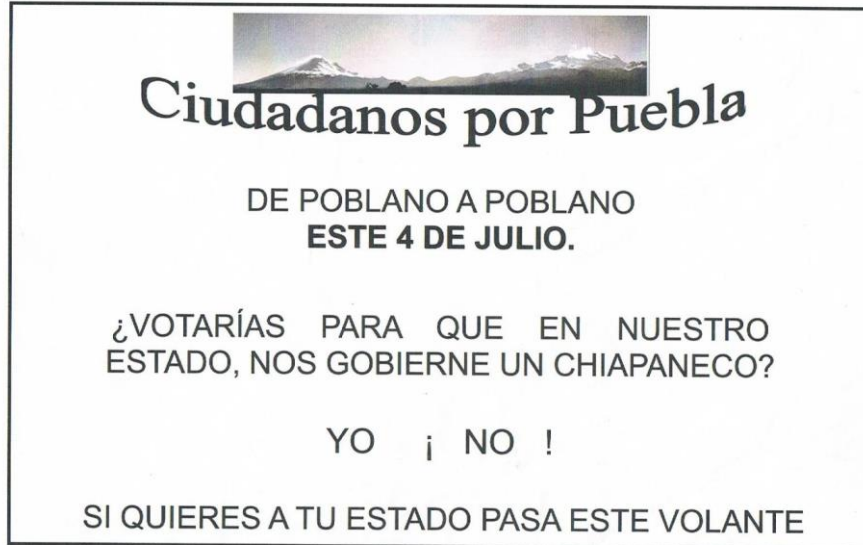 Ciudadanos por Puebla
DE POBLANO A POBLANO
ESTE 4 DE JULIO.
¿VOTARÍAS PARA QUE EN NUESTRO
ESTADO, NOS GOBIERNE UN CHIAPANECO?
YO ¡ NO !
SI QUIERES A TU ESTADO PASA ESTE VOLANTE